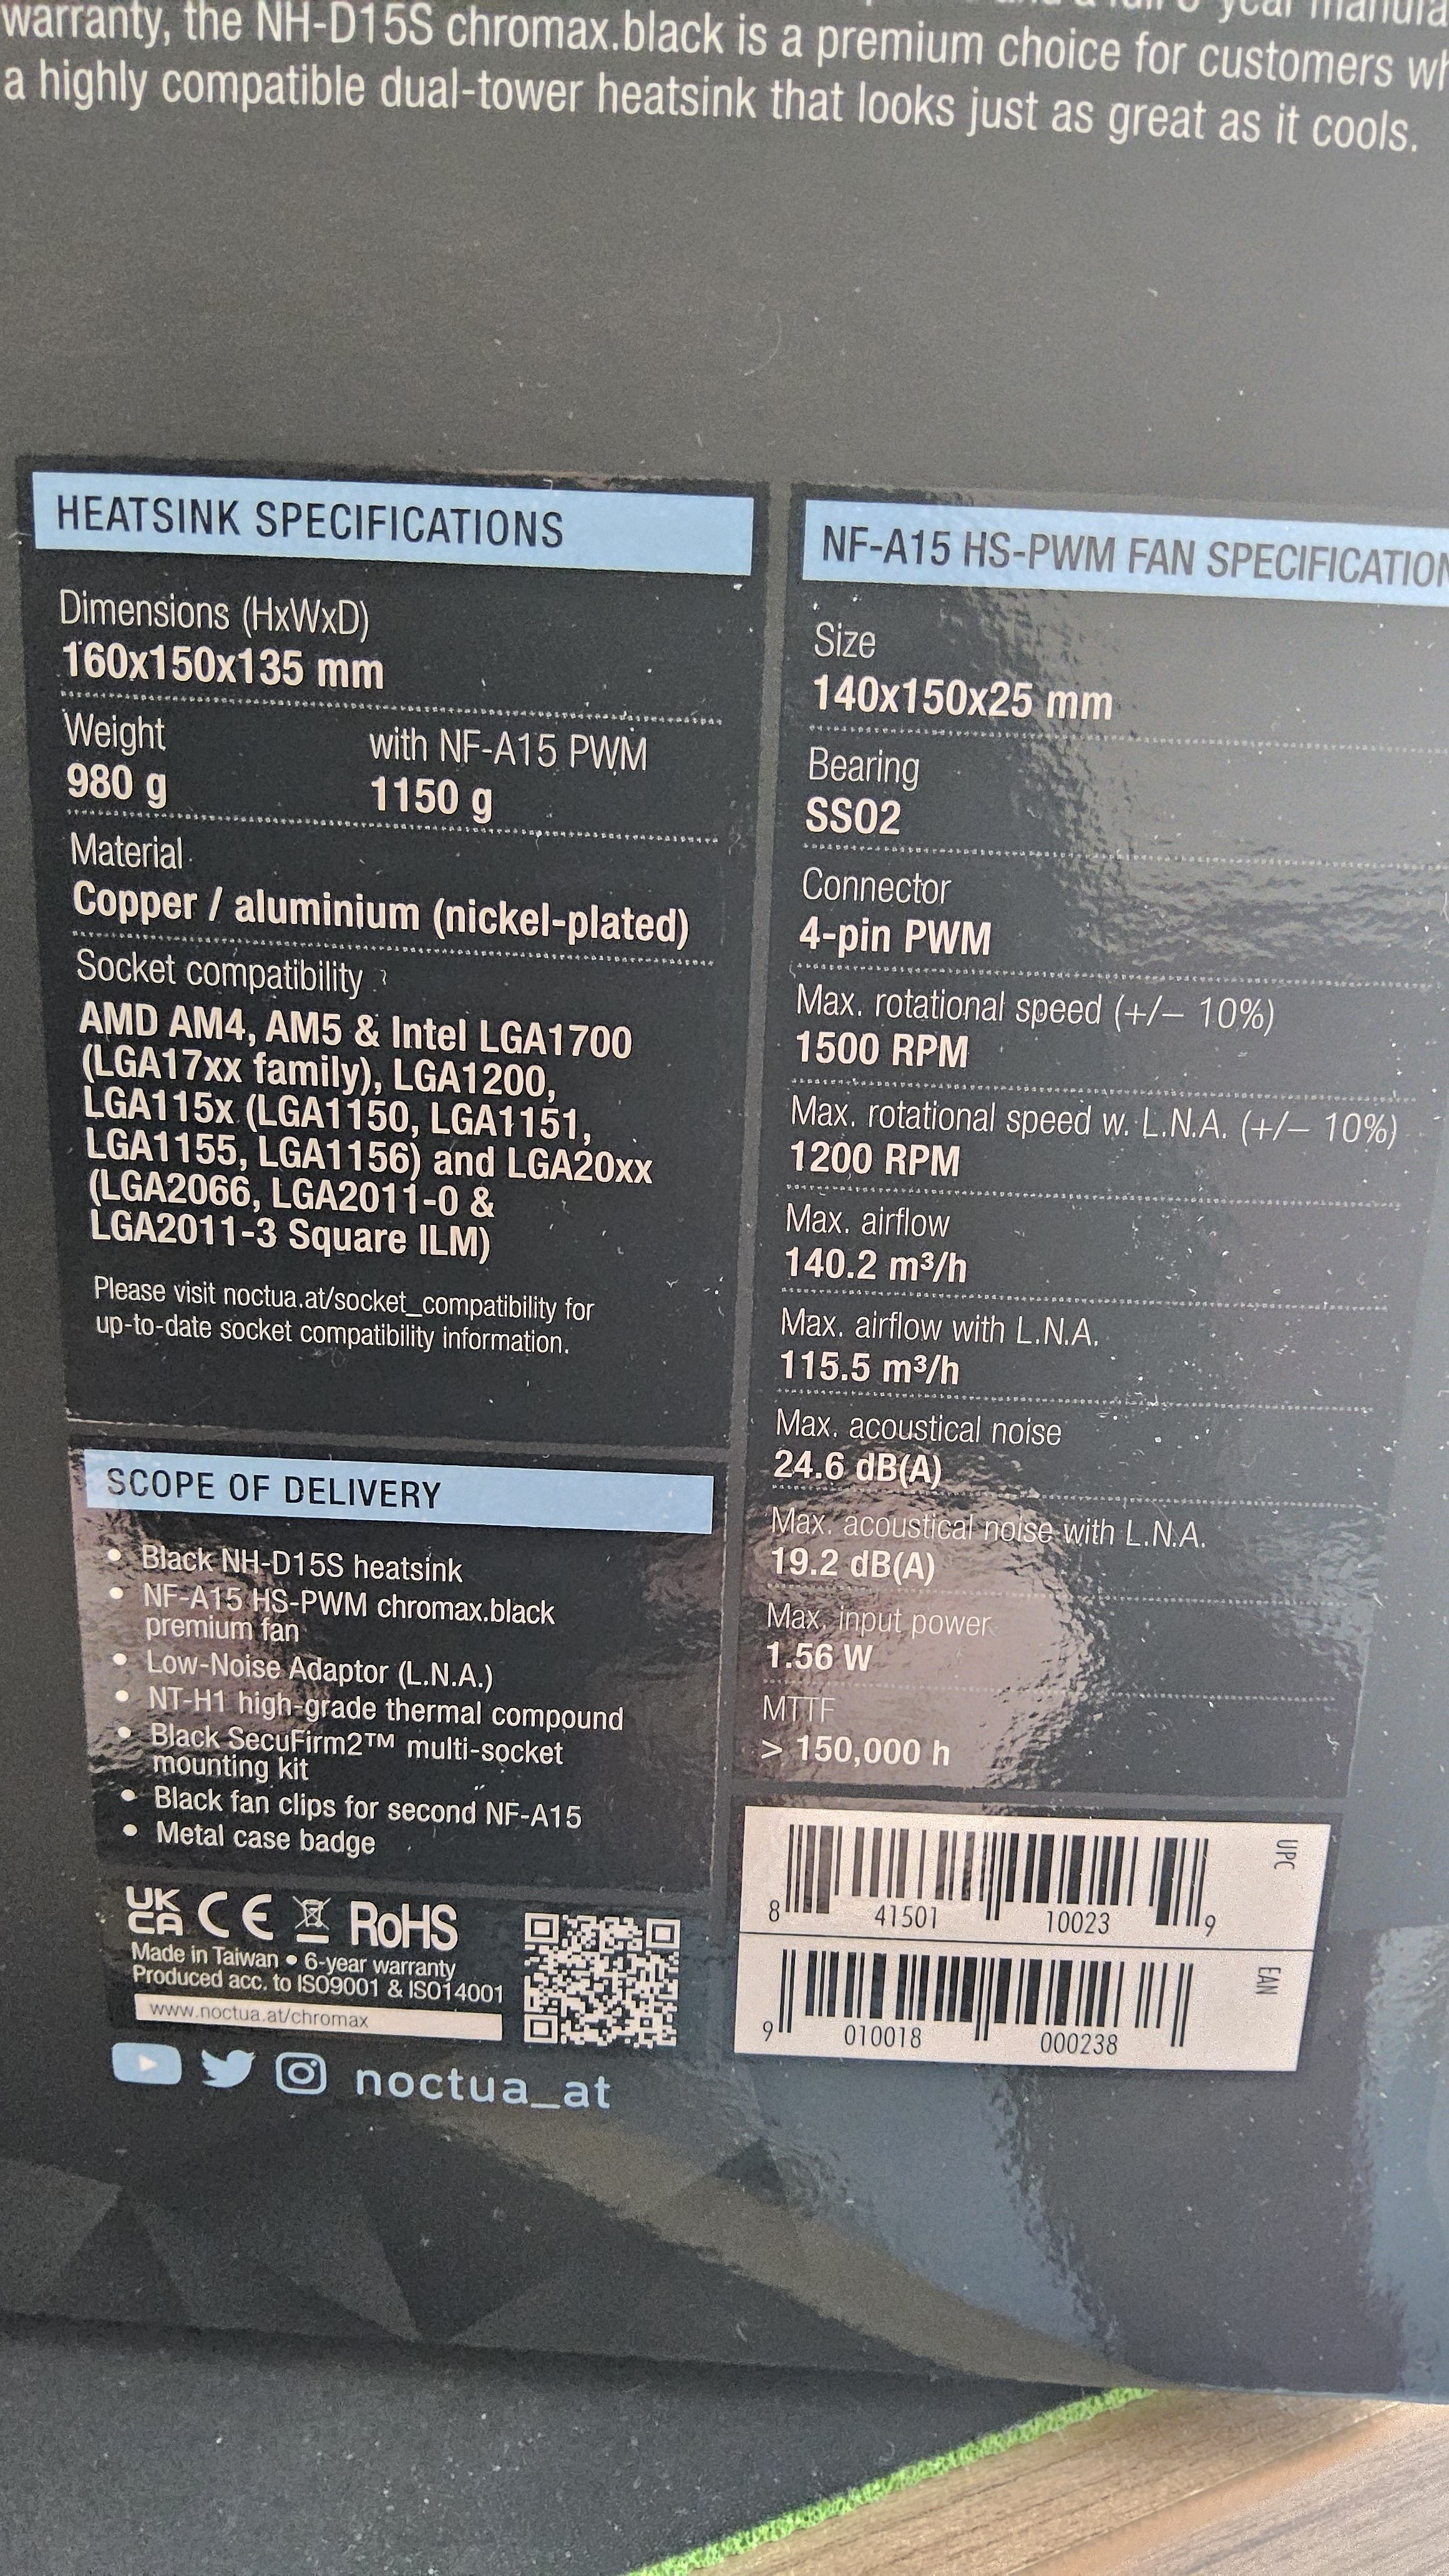 warranty, the NH-D15S chromax.black is a premium choice for customers
a highly compatible dual-tower heatsink that looks just as great as it cools.
HEATSINK SPECIFICATIONS
Dimensions (HxWxD)
160x150x135 mm
Weight with NF-A15 PWM
980 g 1150 g
Material
Copper / aluminium (nickel-plated)
Socket compatibility
AMD AM4, AM5 & Intel LGA1700
(LGA17xx family), LGA1200,
LGA115x (LGA1150, LGA1151,
LGA1155, LGA1156) and LGA20xx
(LGA2066, LGA2011-0 &
LGA2011-3 Square ILM)
Please visit noctua.at/socket_compatibility for
up-to-date socket compatibility information.
SCOPE OF DELIVERY
• Black NH-D15S heatsink
• NF-A15 HS-PWM chromax.black
premium fan
• Low-Noise Adaptor (L.N.A.)
• NT-H1 high-grade thermal compound
• Black SecuFirm2™ multi-socket
mounting kit
• Black fan clips for second NF-A15
• Metal case badge
UK CA CE RoHS
Made in Taiwan • 6-year warranty
Produced acc. to ISO9001 & ISO14001
www.noctua.at/chromax
noctua_at
NF-A15 HS-PWM FAN SPECIFICATION
Size
140x150x25 mm
Bearing
SSO2
Connector
4-pin PWM
Max. rotational speed (+/– 10%)
1500 RPM
Max. rotational speed w. L.N.A. (+/– 10%)
1200 RPM
Max. airflow
140.2 m³/h
Max. airflow with L.N.A.
115.5 m³/h
Max. acoustical noise
24.6 dB(A)
Max. acoustical noise with L.N.A.
19.2 dB(A)
Max. input power
1.56 W
MTTF
> 150,000 h
UPC
8 41501 10023 9
EAN
9 010018 000238